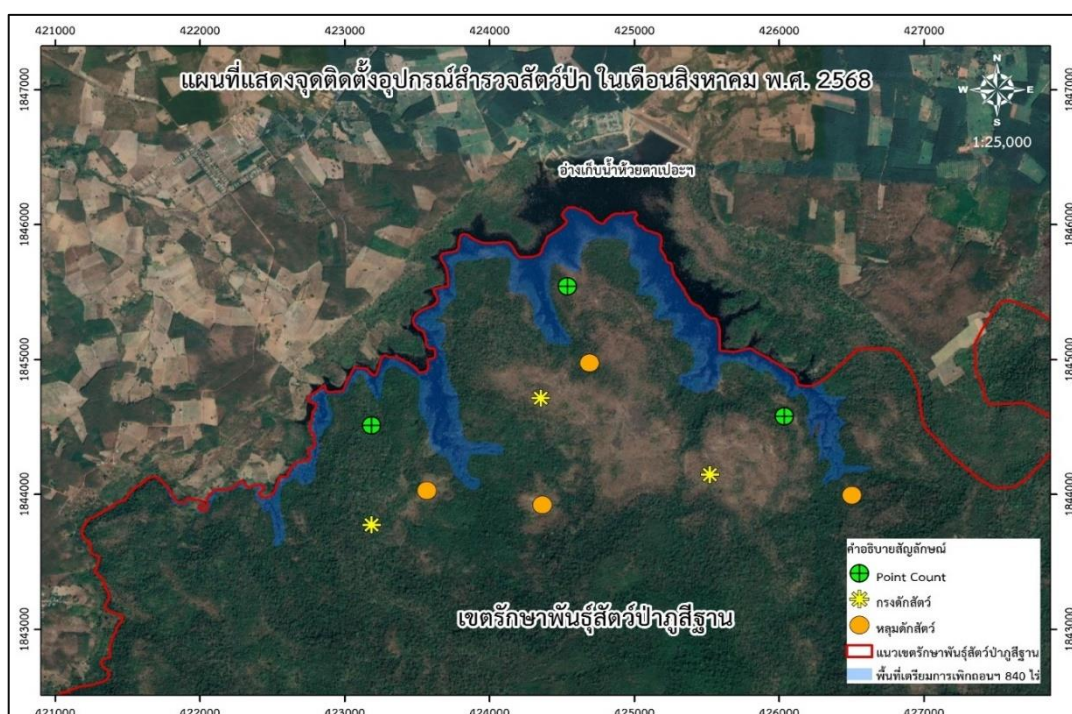 421000 422000 423000 424000 425000 426000 427000
แผนที่แสดงจุดติดตั้งอุปกรณ์สำรวจสัตว์ป่า ในเดือนสิงหาคม พ.ศ. 2568
N
W E
S
1:25,000
1847000 1847000
อ่างเก็บน้ำห้วยตาเปอะฯ
1846000 1846000
1845000 1845000
1844000 1844000
1843000 1843000
เขตรักษาพันธุ์สัตว์ป่าภูสีฐาน
คำอธิบายสัญลักษณ์
Point Count
กรงดักสัตว์
หลุมดักสัตว์
แนวเขตรักษาพันธุ์สัตว์ป่าภูสีฐาน
พื้นที่เตรียมการเพิกถอนฯ 840 ไร่
421000 422000 423000 424000 425000 426000 427000